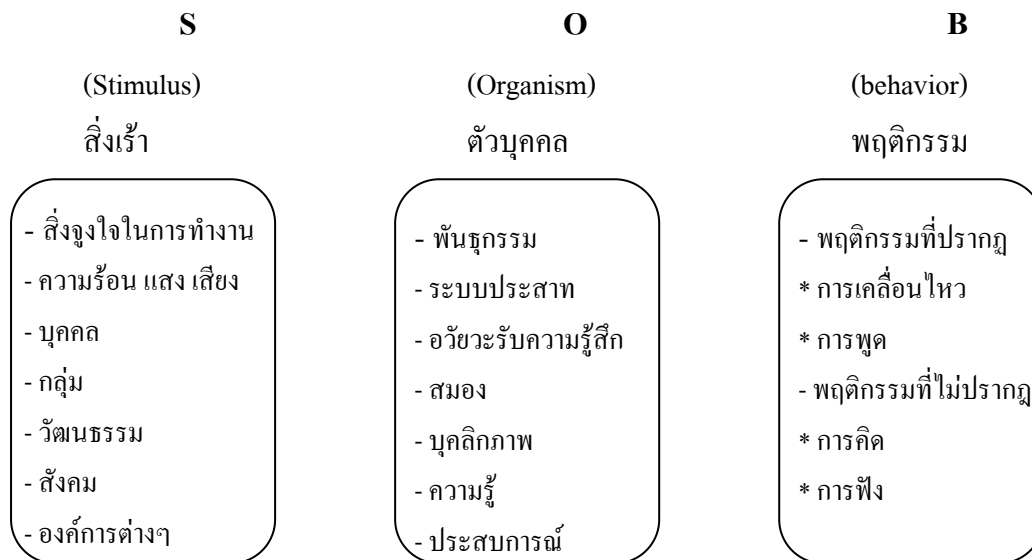 S
(Stimulus)
สิ่งเร้า
- สิ่งจูงใจในการทำงาน
- ความร้อน แสง เสียง
- บุคคล
- กลุ่ม
- วัฒนธรรม
- สังคม
- องค์การต่างๆ
O
(Organism)
ตัวบุคคล
- พันธุกรรม
- ระบบประสาท
- อวัยวะรับความรู้สึก
- สมอง
- บุคลิกภาพ
- ความรู้
- ประสบการณ์
B
(behavior)
พฤติกรรม
- พฤติกรรมที่ปรากฏ
* การเคลื่อนไหว
* การพูด
- พฤติกรรมที่ไม่ปรากฎ
* การคิด
* การฟัง